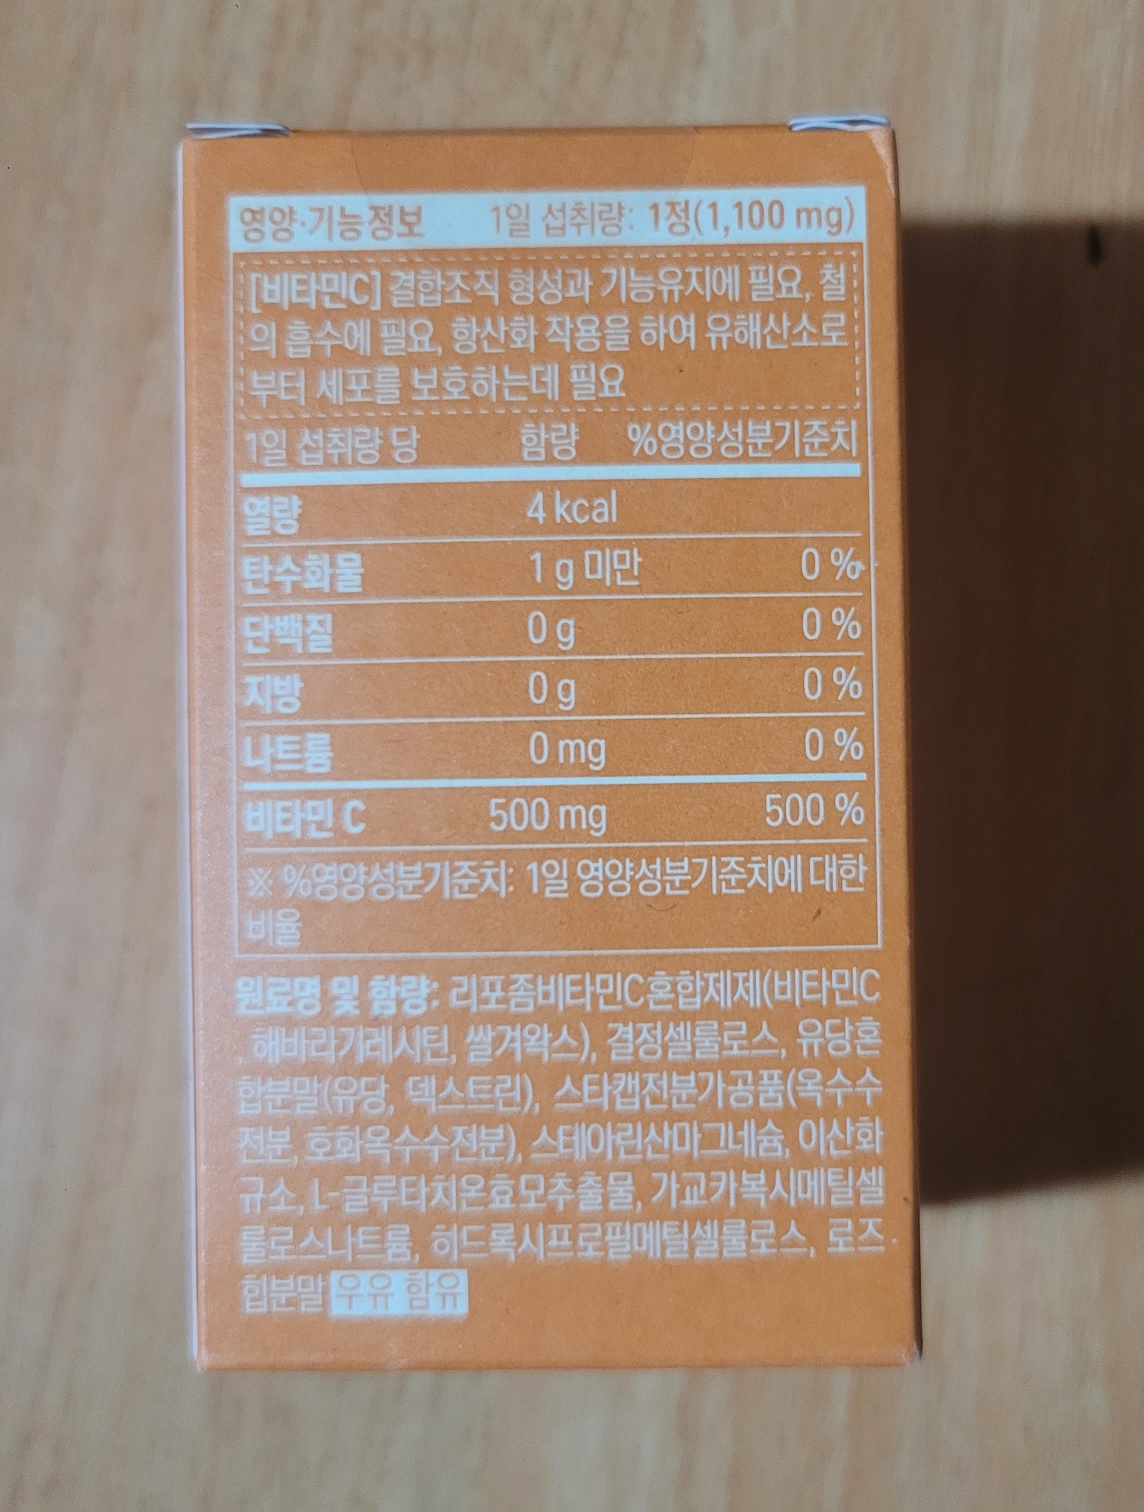 영양·기능정보 1일 섭취량: 1정(1,100 mg)
[비타민C] 결합조직 형성과 기능유지에 필요, 철
의 흡수에 필요, 항산화 작용을 하여 유해산소로
부터 세포를 보호하는데 필요
1일 섭취량 당 함량 %영양성분기준치
열량 4 kcal
탄수화물 1 g 미만 0 %
단백질 0 g 0 %
지방 0 g 0 %
나트륨 0 mg 0 %
비타민 C 500 mg 500 %
※ %영양성분기준치: 1일 영양성분기준치에 대한
비율
원료명 및 함량: 리포좀비타민C혼합제제(비타민C
, 해바라기레시틴, 쌀겨왁스), 결정셀룰로스, 유당혼
합분말(유당, 덱스트린), 스타캡전분가공품(옥수수
전분, 호화옥수수전분), 스테아린산마그네슘, 이산화
규소, L-글루타치온효모추출물, 가교카복시메틸셀
룰로스나트륨, 히드록시프로필메틸셀룰로스, 로즈
힙분말 우유 함유